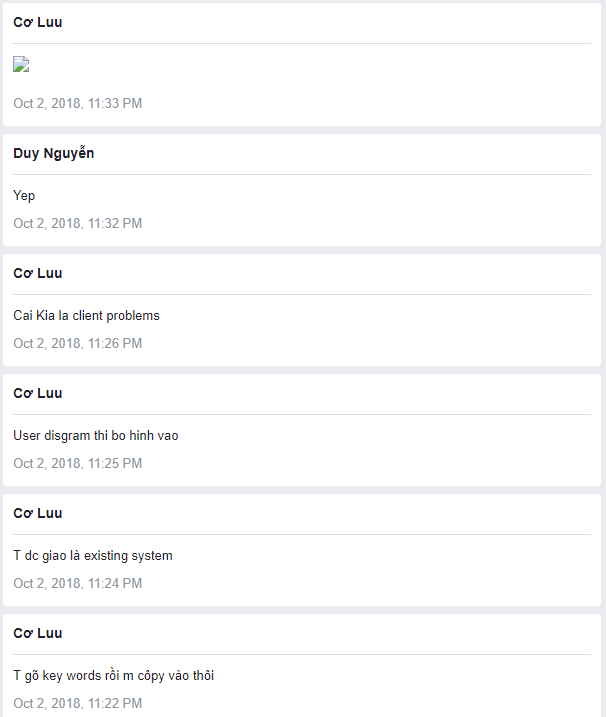 Cơ Luu
Oct 2, 2018, 11:33 PM
Duy Nguyễn
Yep
Oct 2, 2018, 11:32 PM
Cơ Luu
Cai Kia la client problems
Oct 2, 2018, 11:26 PM
Cơ Luu
User disgram thi bo hinh vao
Oct 2, 2018, 11:25 PM
Cơ Luu
T dc giao là existing system
Oct 2, 2018, 11:24 PM
Cơ Luu
T gõ key words rồi m côpy vào thôi
Oct 2, 2018, 11:22 PM